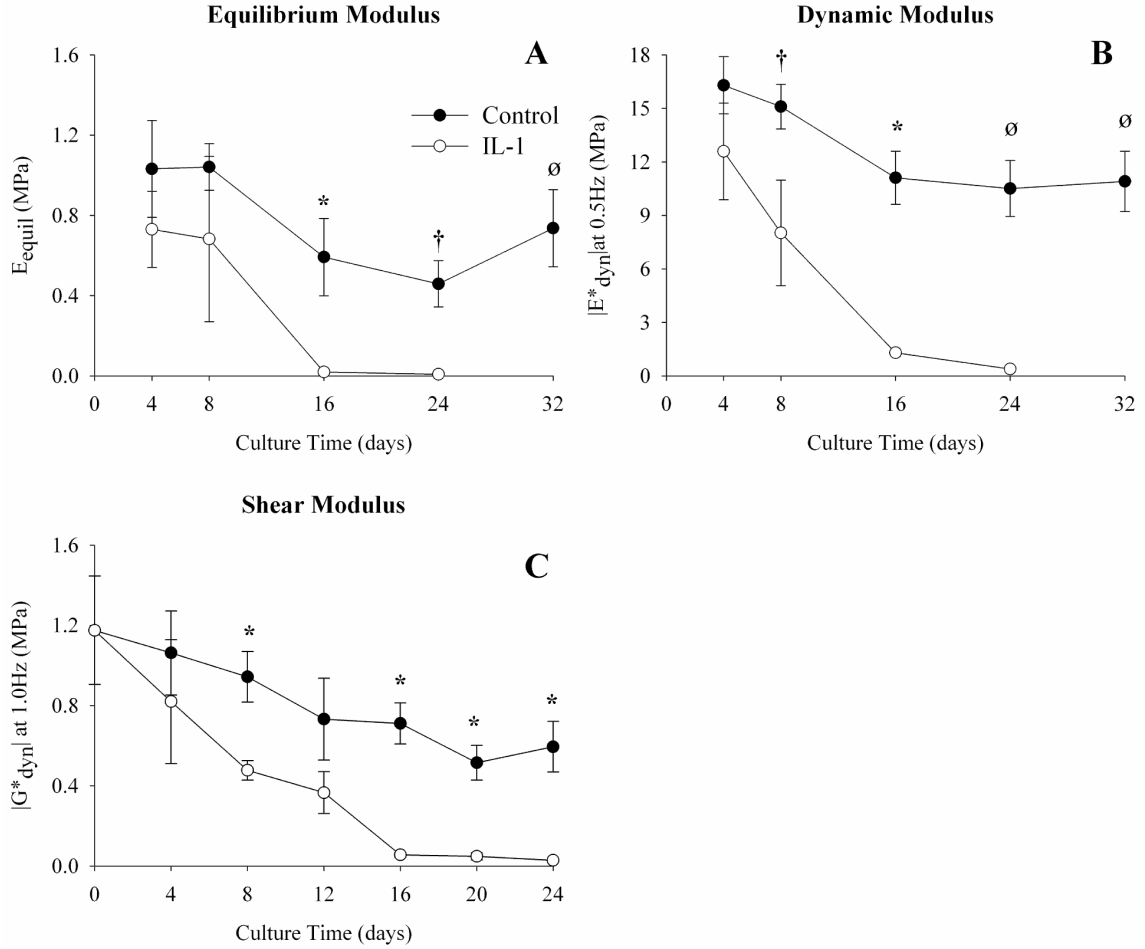 Equilibrium Modulus
A
1.6
1.2
0.8
0.4
0.0
E equil (MPa)
Control
IL-1
*
†
ø
0 4 8 16 24 32
Culture Time (days)
Dynamic Modulus
B
18
15
12
9
6
3
0
|E*dyn|at 0.5Hz (MPa)
†
*
ø
ø
0 4 8 16 24 32
Culture Time (days)
Shear Modulus
C
1.6
1.2
0.8
0.4
0.0
|G*dyn| at 1.0Hz (MPa)
*
*
*
*
0 4 8 12 16 20 24
Culture Time (days)